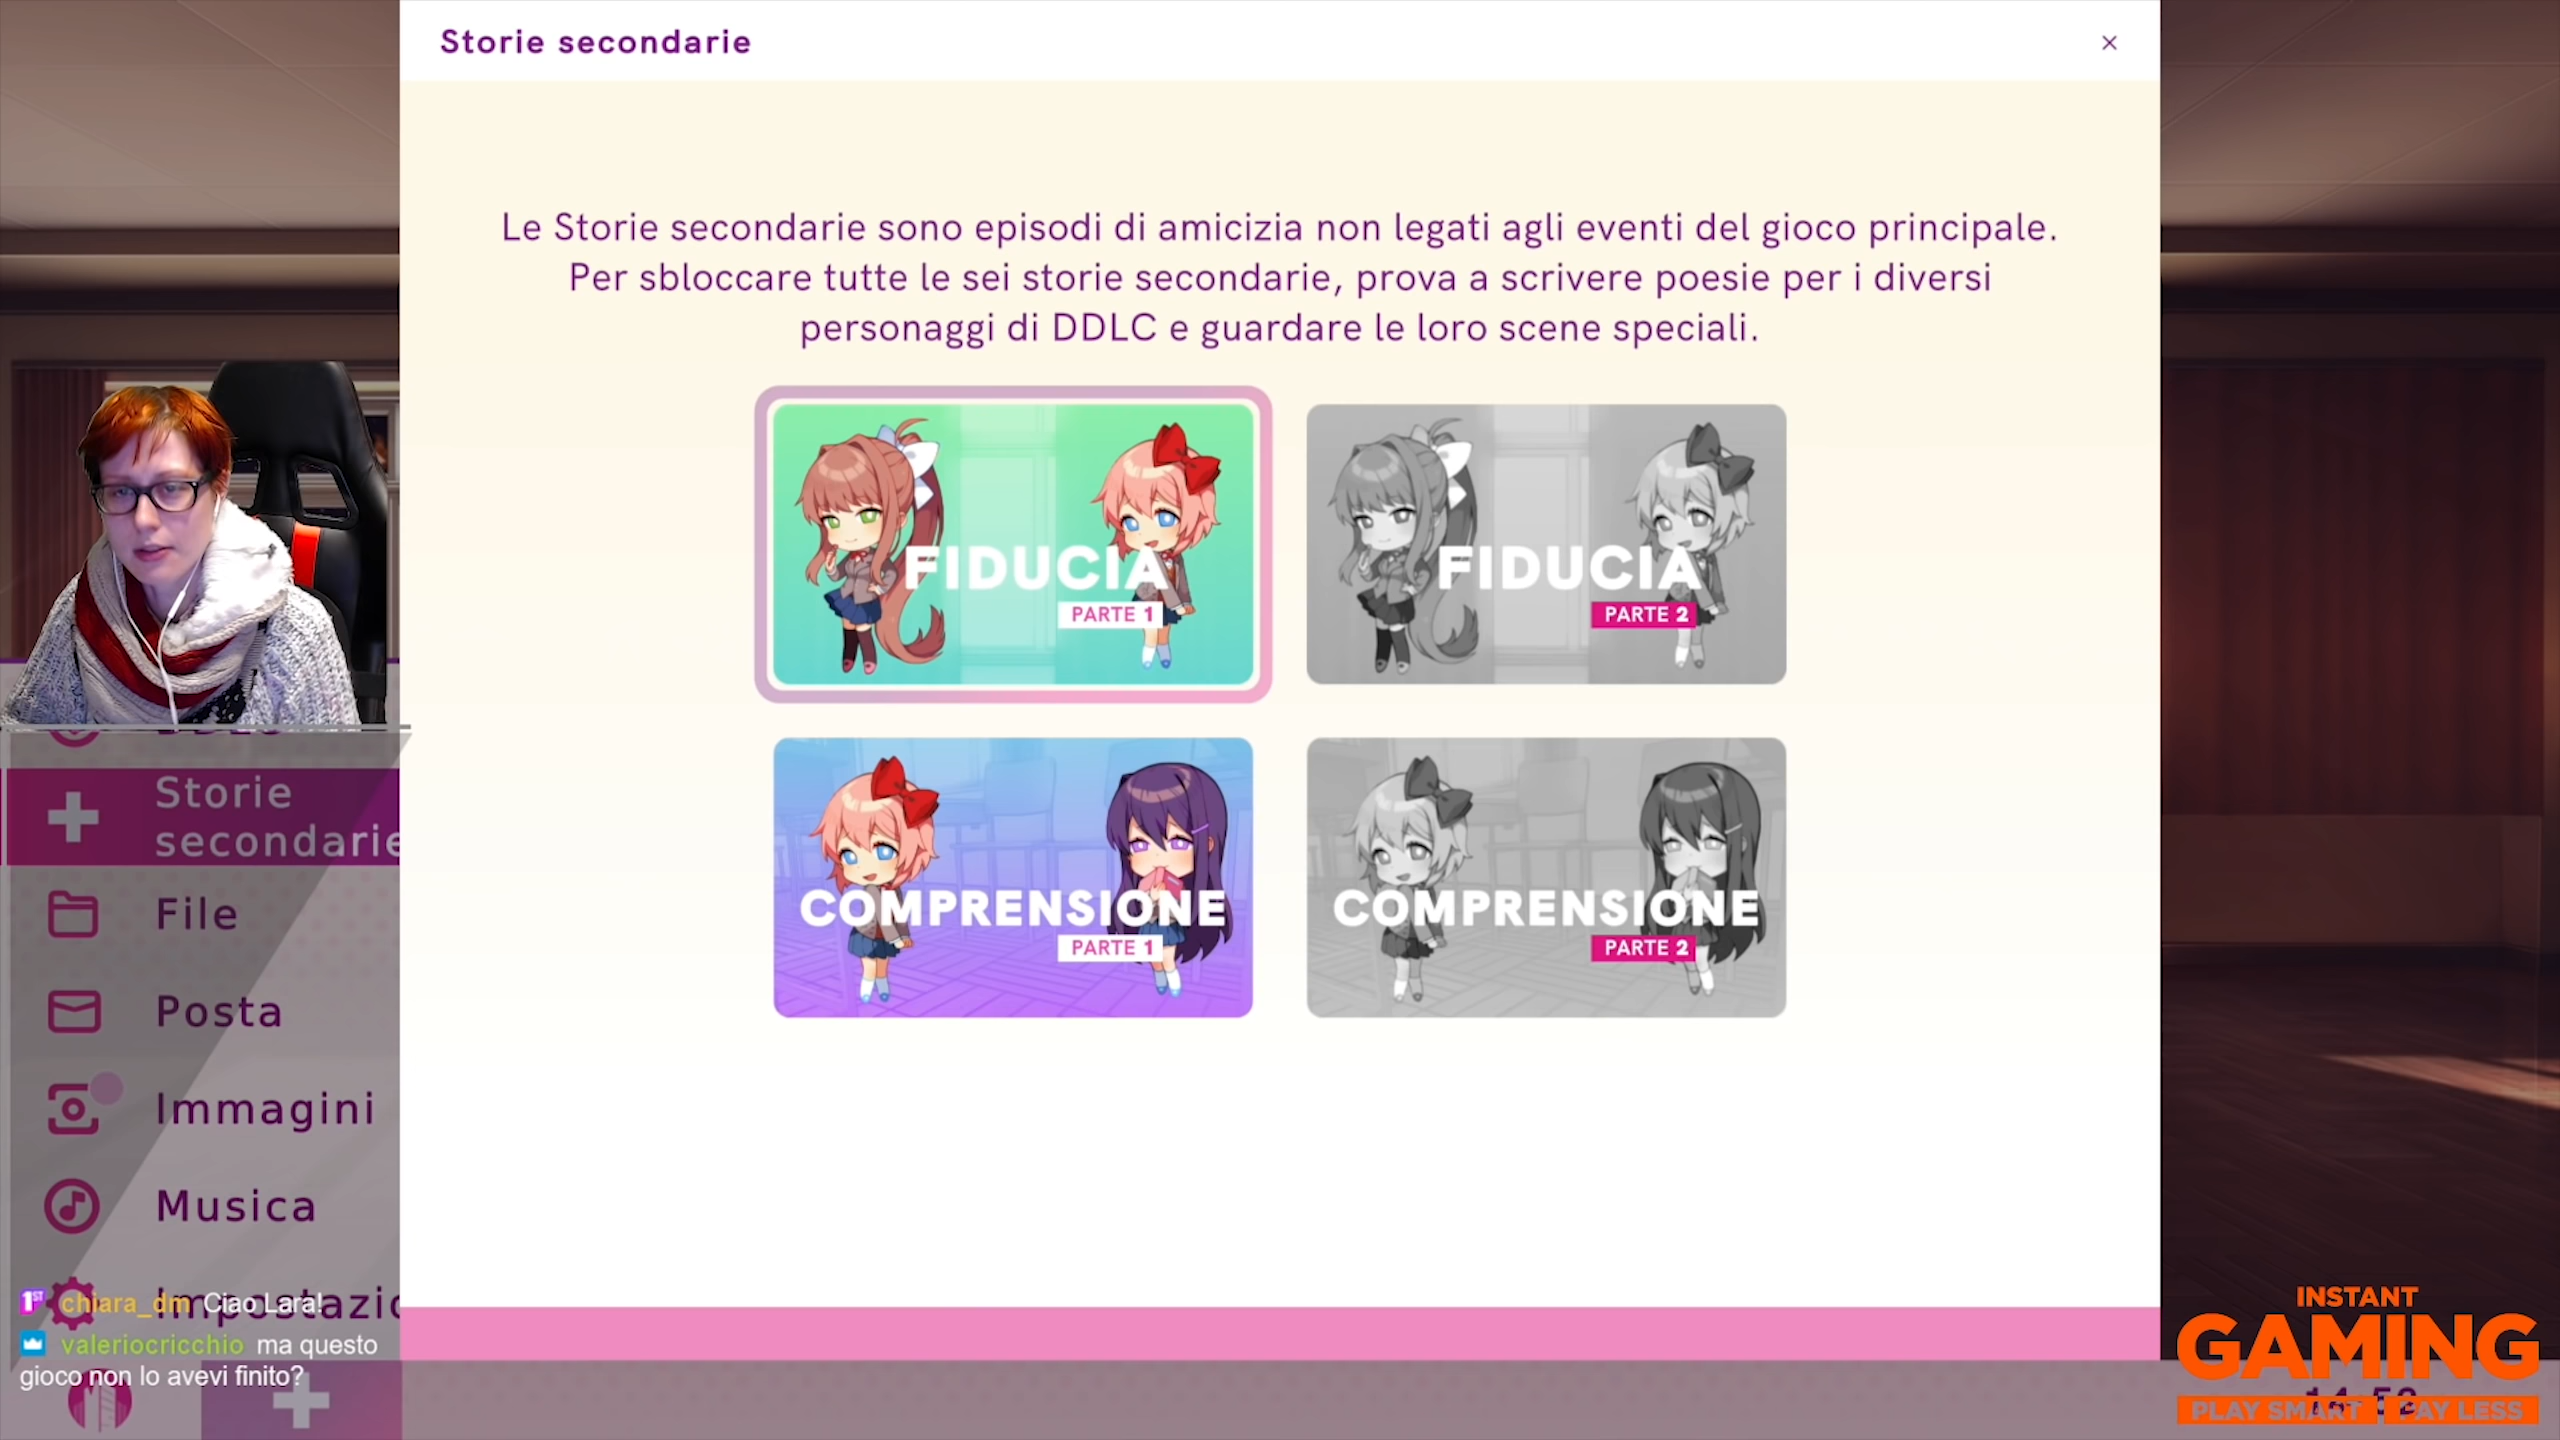 Storie secondarie
Le Storie secondarie sono episodi di amicizia non legati agli eventi del gioco principale.
Per sbloccare tutte le sei storie secondarie, prova a scrivere poesie per i diversi
personaggi di DDLC e guardare le loro scene speciali.
FIDUCIA
PARTE 1
FIDUCIA
PARTE 2
COMPRENSIONE
PARTE 1
COMPRENSIONE
PARTE 2
Storie
secondarie
File
Posta
Immagini
Musica
1ST chiara_dm Ciao Lara!
valeriocricchio ma questo
gioco non lo avevi finito?
INSTANT
GAMING
PLAY SMART PAY LESS